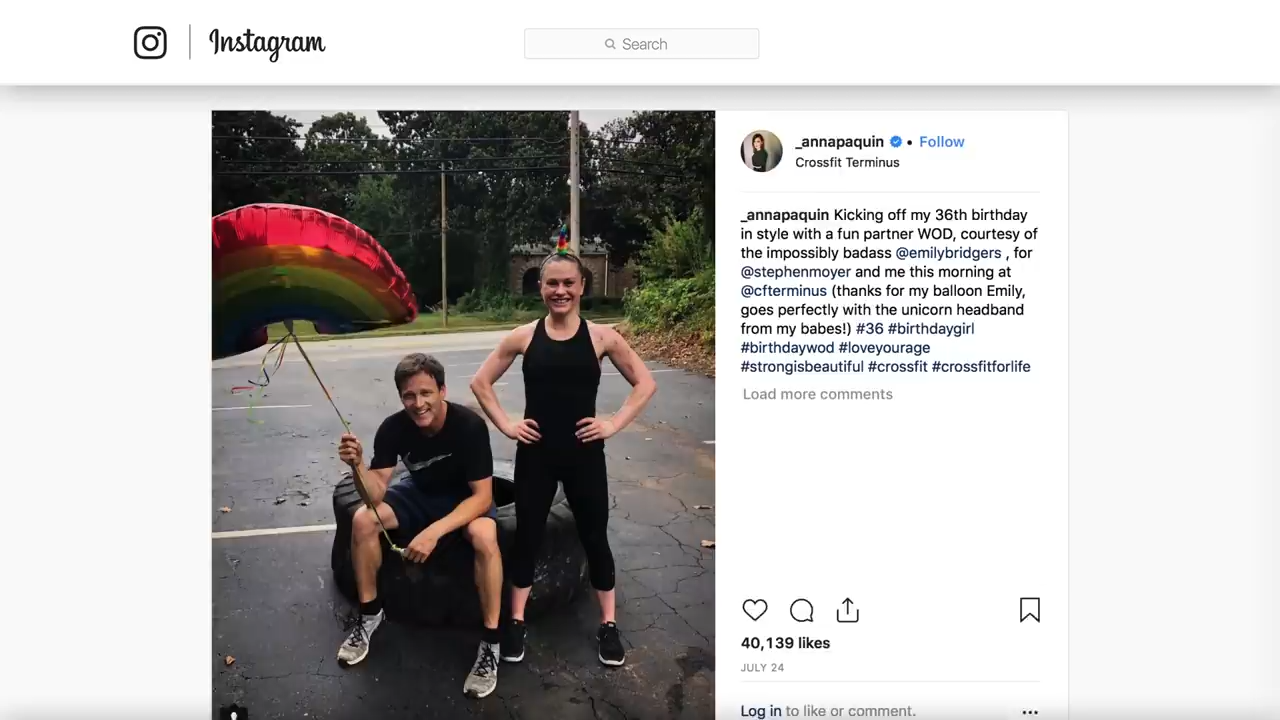 Instagram
Search
_annapaquin • Follow
Crossfit Terminus
_annapaquin Kicking off my 36th birthday
in style with a fun partner WOD, courtesy of
the impossibly badass @emilybridgers , for
@stephenmoyer and me this morning at
@cfterminus (thanks for my balloon Emily,
goes perfectly with the unicorn headband
from my babes!) #36 #birthdaygirl
#birthdaywod #loveyourage
#strongisbeautiful #crossfit #crossfitforlife
Load more comments
40,139 likes
JULY 24
Log in to like or comment.